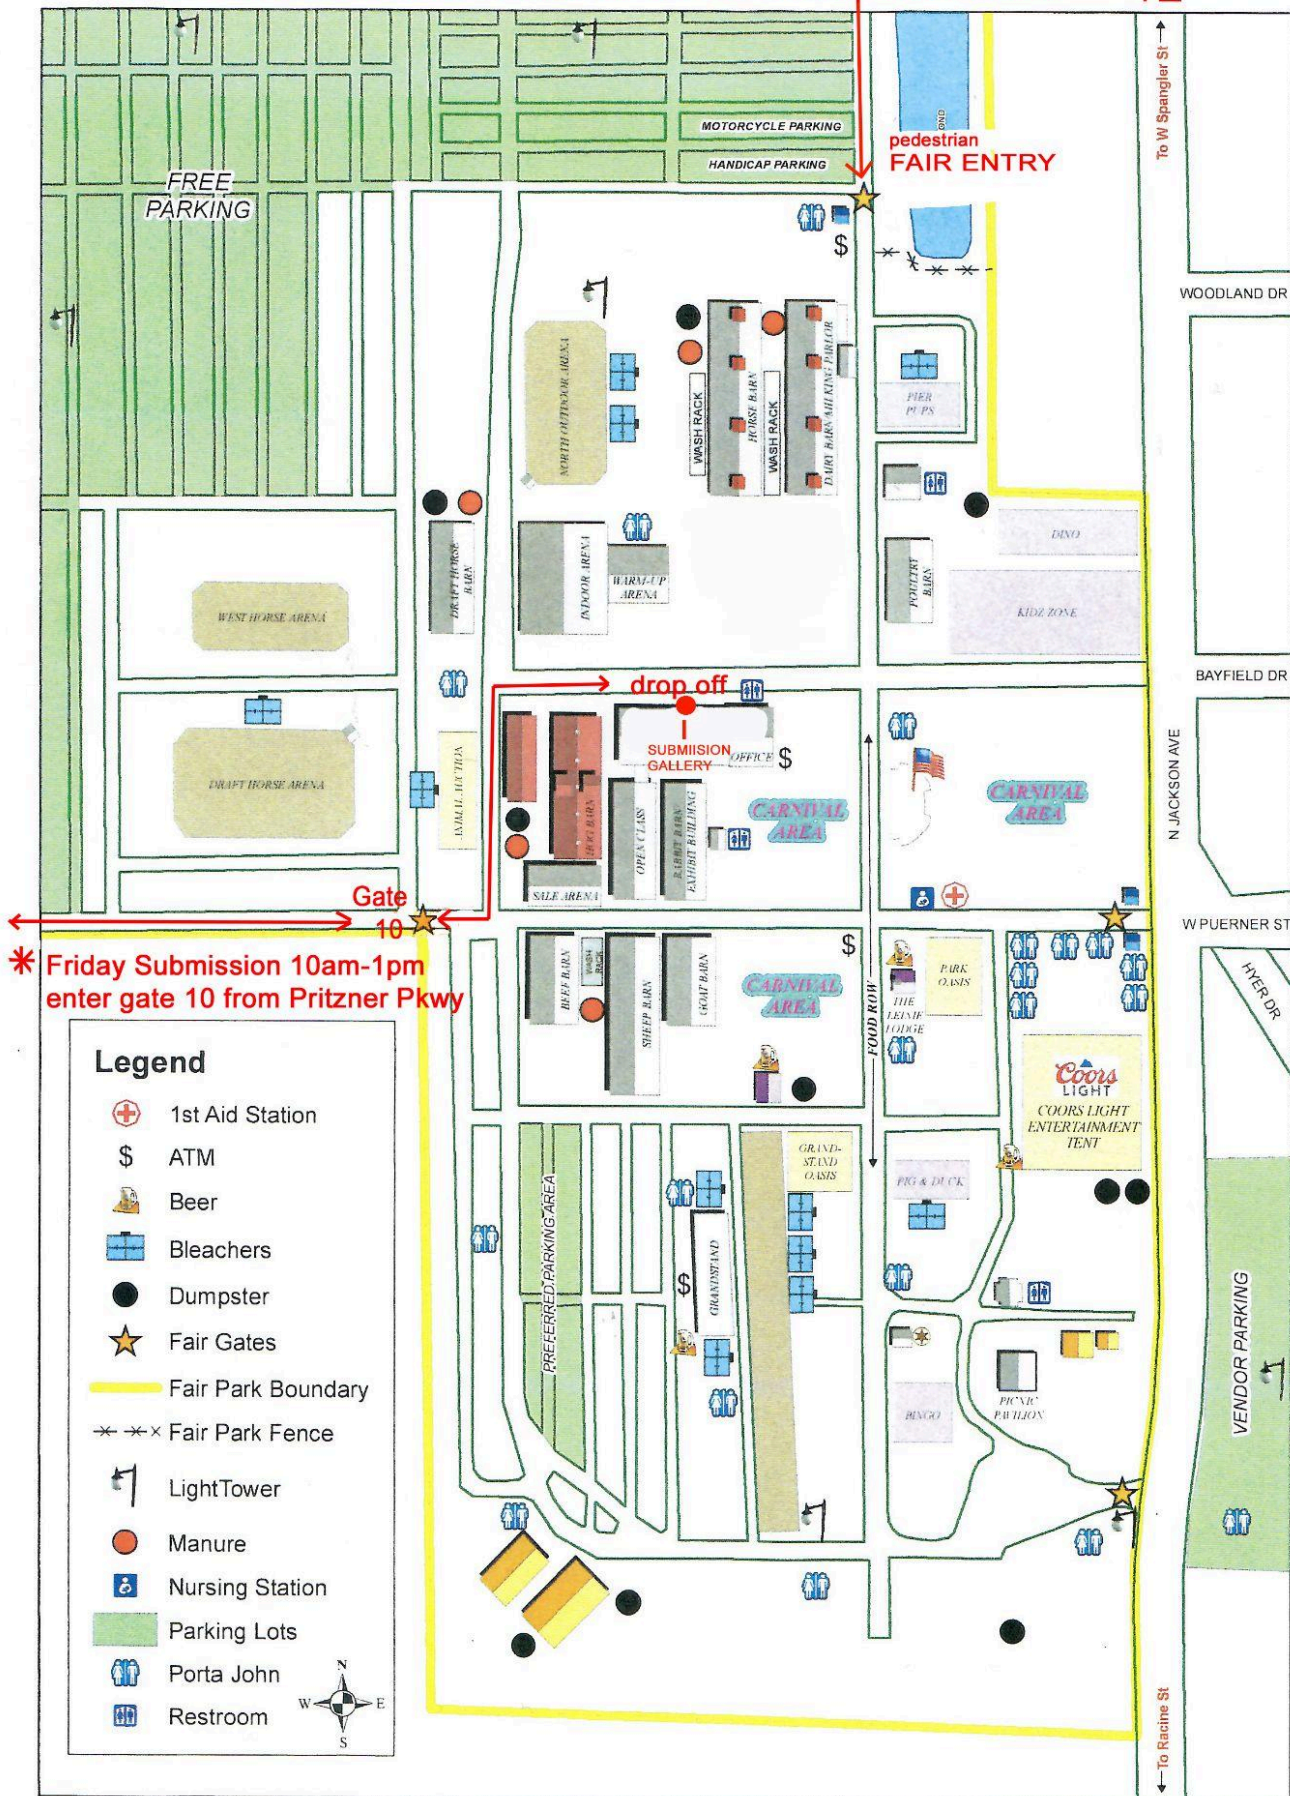 To W Spangler St
MOTORCYCLE PARKING
HANDICAP PARKING
pedestrian
FAIR ENTRY
FREE
PARKING
$
WOODLAND DR
NORTH OUTDOOR ARENA
WASH RACK
HORSE BARN
WASH RACK
DAIRY BARN/MILKING PARLOR
PIER
PUPS
DRAFT HORSE
BARN
INDOOR ARENA
WARM-UP
ARENA
POULTRY
BARN
DINO
KIDZ ZONE
WEST HORSE ARENA
BAYFIELD DR
drop off
SUBMIISION
GALLERY
OFFICE
$
DRAFT HORSE ARENA
ANIMAL AUCTION
HOG BARN
OPEN CLASS
RABBIT BARN
EXHIBIT BUILDING
CARNIVAL
AREA
CARNIVAL
AREA
N JACKSON AVE
SALE ARENA
Gate
10
W PUERNER ST
* Friday Submission 10am-1pm
enter gate 10 from Pritzner Pkwy
BEEF BARN
WASH
RACK
SHEEP BARN
GOAT BARN
CARNIVAL
AREA
$
FOOD ROW
THE
LEINIE
LODGE
PARK
OASIS
HYER DR
Coors
LIGHT
COORS LIGHT
ENTERTAINMENT
TENT
Legend
1st Aid Station
$ ATM
Beer
Bleachers
Dumpster
Fair Gates
Fair Park Boundary
Fair Park Fence
LightTower
Manure
Nursing Station
Parking Lots
Porta John
Restroom
N
W E
S
PREFERRED PARKING AREA
$
GRANDSTAND
GRAND-
STAND
OASIS
PIG & DUCK
BINGO
PICNIC
PAVILION
VENDOR PARKING
To Racine St